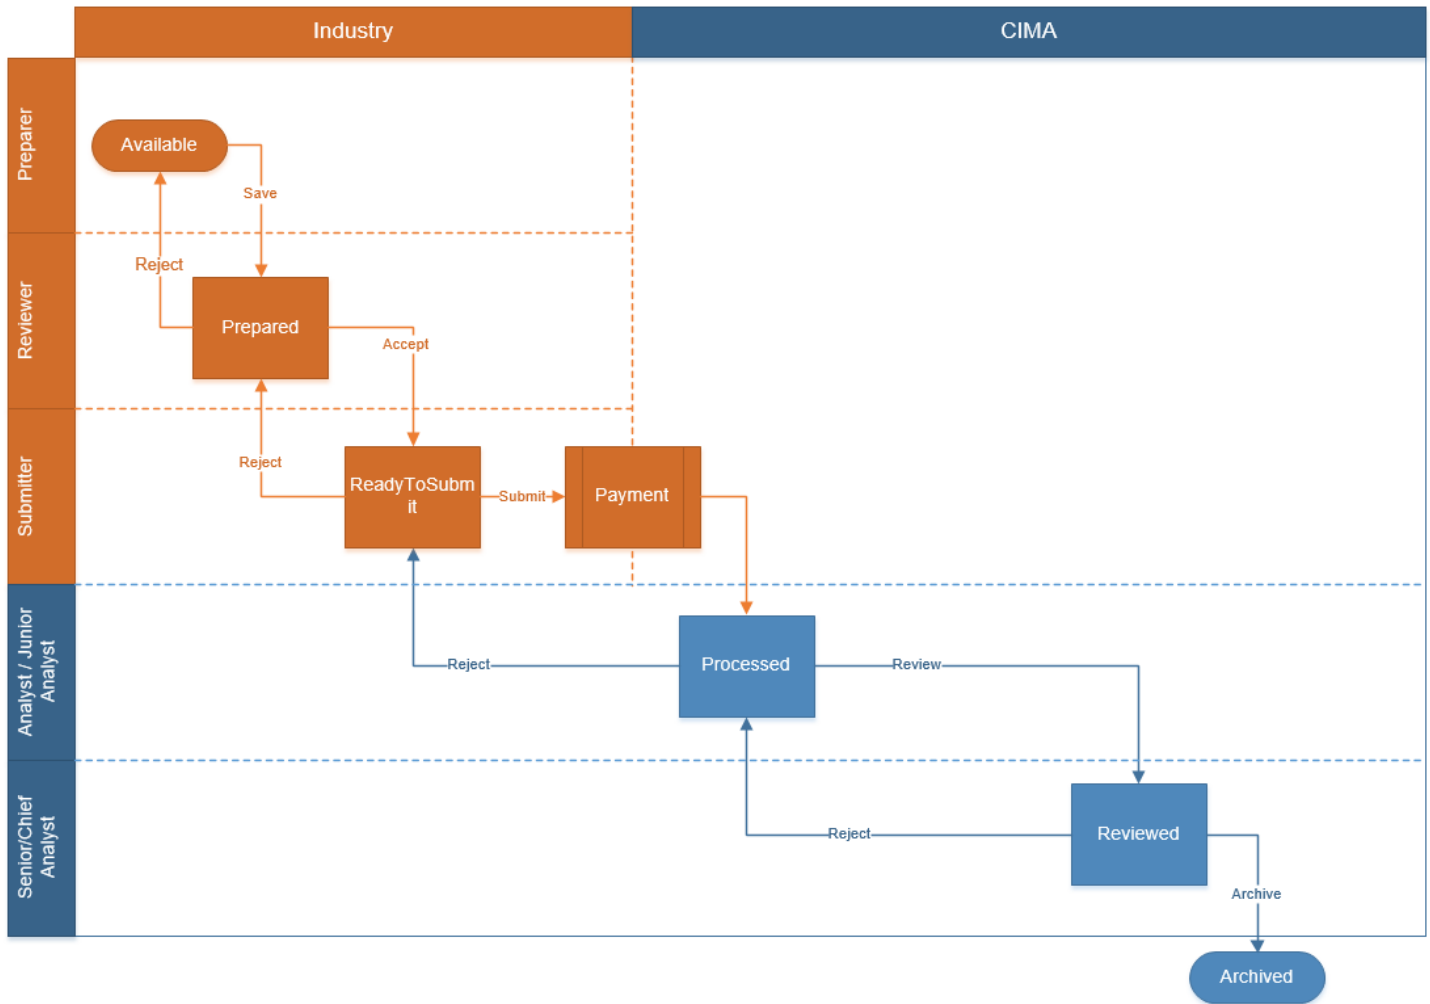 Industry
CIMA
Preparer
Available
Save
Reject
Reviewer
Prepared
Accept
Reject
Submitter
ReadyToSubm
it
Submit
Payment
Analyst / Junior
Analyst
Reject
Processed
Review
Senior/Chief
Analyst
Reject
Reviewed
Archive
Archived